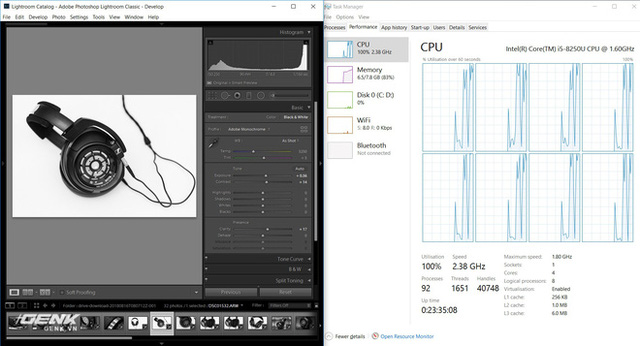 Lightroom Catalog - Adobe Photoshop Lightroom Classic - Develop
File Edit Develop Photo Settings Tools View Window Help
Histogram
Original + Smart Preview
Basic
Treatment: Color Black & White
Profile: Adobe Monochrome
WB: As Shot
Temp
Tint
Tone Auto
Exposure
Contrast
Highlights
Shadows
Whites
Blacks
Presence
Clarity + 17
Tone Curve
B & W
Split Toning
Soft Proofing
Previous Reset
Filter: Filters Off
GENK
GENK.VN
Task Manager
File Options View
Processes Performance App history Start-up Users Details Services
CPU
100% 2.38 GHz
Memory
6.5/7.8 GB (83%)
Disk 0 (C: D:)
0%
WiFi
S: 8.0 R: 0 Kbps
Bluetooth
Not connected
CPU Intel(R) Core(TM) i5-8250U CPU @ 1.60GHz
% Utilisation over 60 seconds 100%
Utilisation Speed
100% 2.38 GHz
Processes Threads Handles
92 1651 40748
Up time
0:23:35:08
Maximum speed: 1.80 GHz
Sockets: 1
Cores: 4
Logical processors: 8
Virtualisation: Enabled
L1 cache: 256 KB
L2 cache: 1.0 MB
L3 cache: 6.0 MB
Fewer details Open Resource Monitor